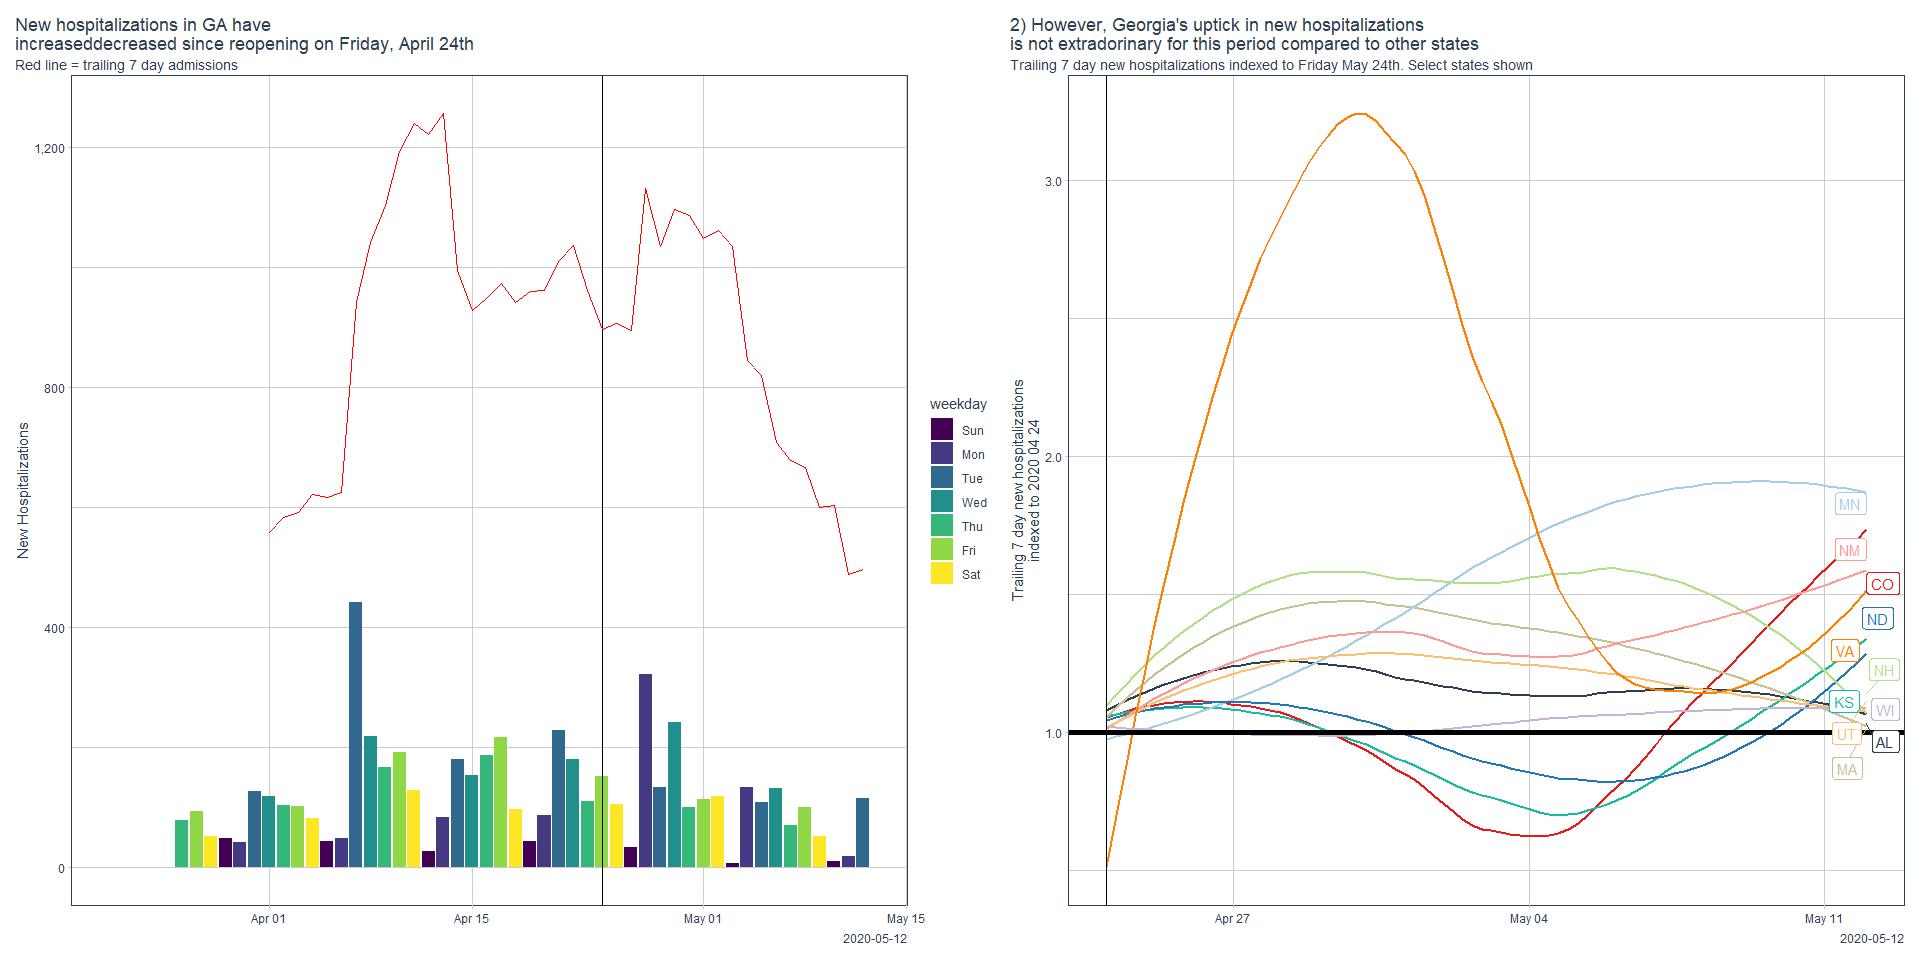 New hospitalizations in GA have
increaseddecreased since reopening on Friday, April 24th
Red line = trailing 7 day admissions
New Hospitalizations
1,200
800
400
0
Apr 01
Apr 15
May 01
May 15
2020-05-12
weekday
Sun
Mon
Tue
Wed
Thu
Fri
Sat
2) However, Georgia's uptick in new hospitalizations
is not extradorinary for this period compared to other states
Trailing 7 day new hospitalizations indexed to Friday May 24th. Select states shown
Trailing 7 day new hospitalizations
indexed to 2020 04 24
3.0
2.0
1.0
MN
NM
CO
ND
VA
NH
KS
WI
UT
AL
MA
Apr 27
May 04
May 11
2020-05-12